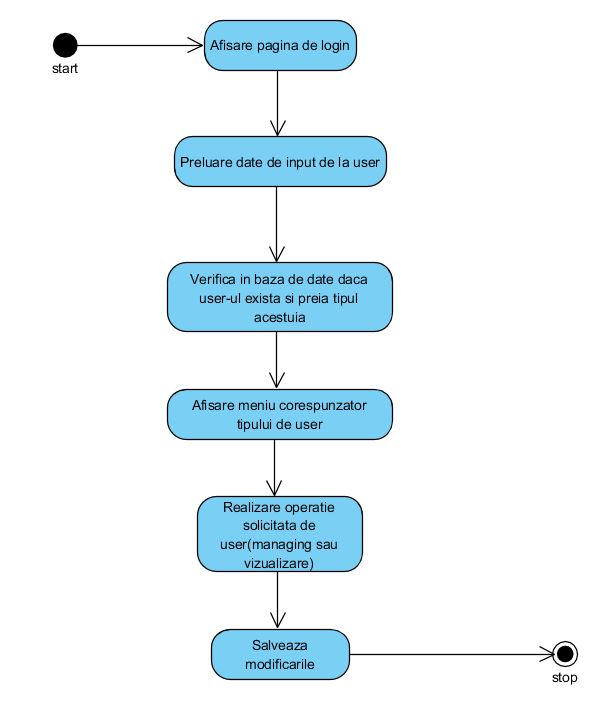 Afisare pagina de login
start
Preluare date de input de la user
Verifica in baza de date daca
user-ul exista si preia tipul
acestuia
Afisare meniu corespunzator
tipului de user
Realizare operatie
solicitata de
user(managing sau
vizualizare)
Salveaza
modificarile
stop